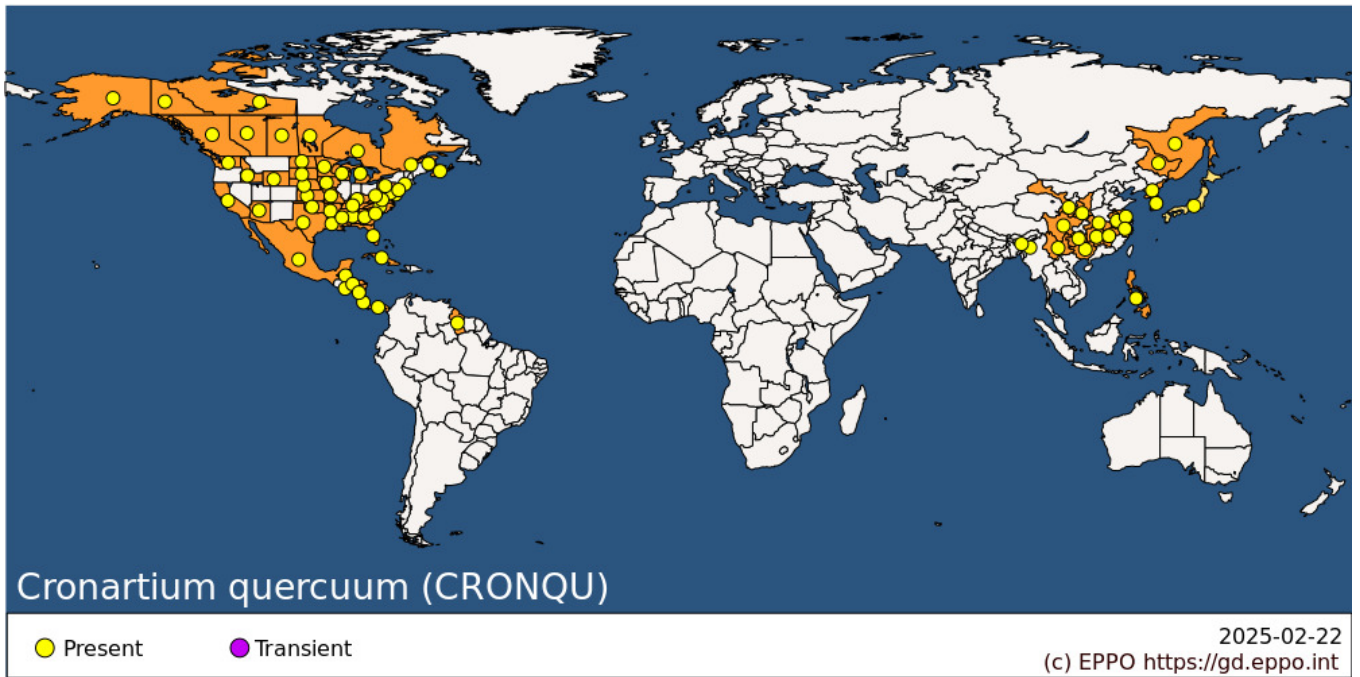 Cronartium quercuum (CRONQU)
Present
Transient
2025-02-22
(c) EPPO https://gd.eppo.int